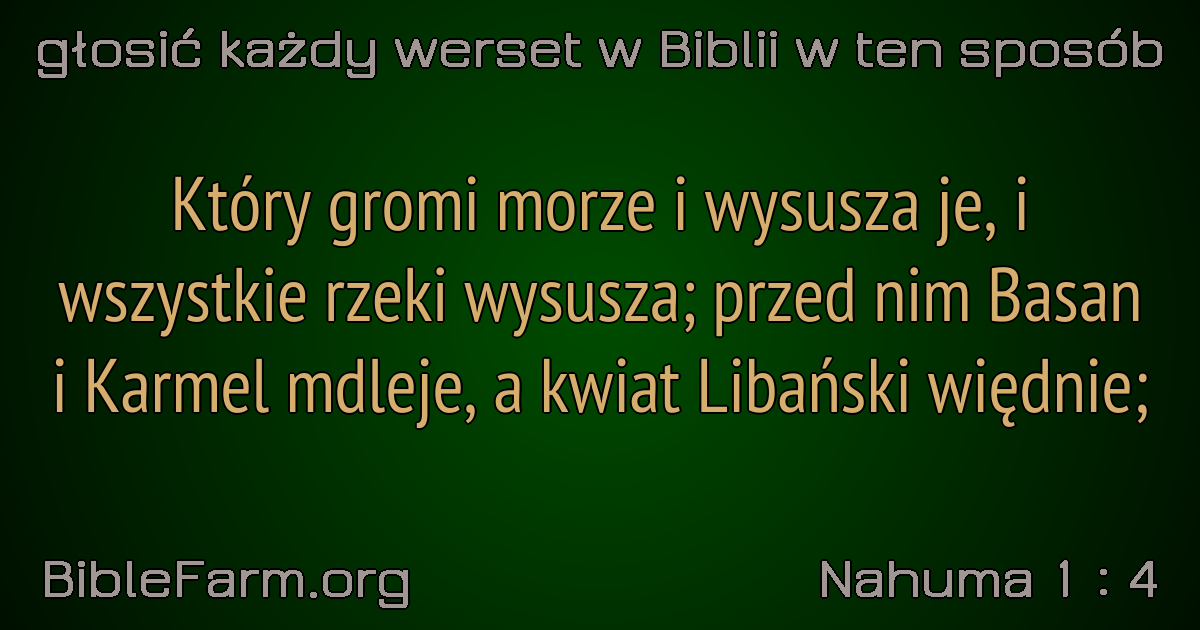 głosić każdy werset w Biblii w ten sposób
Który gromi morze i wysusza je, i
wszystkie rzeki wysusza; przed nim Basan
i Karmel mdleje, a kwiat Libański więdnie;
BibleFarm.org
Nahuma 1 : 4